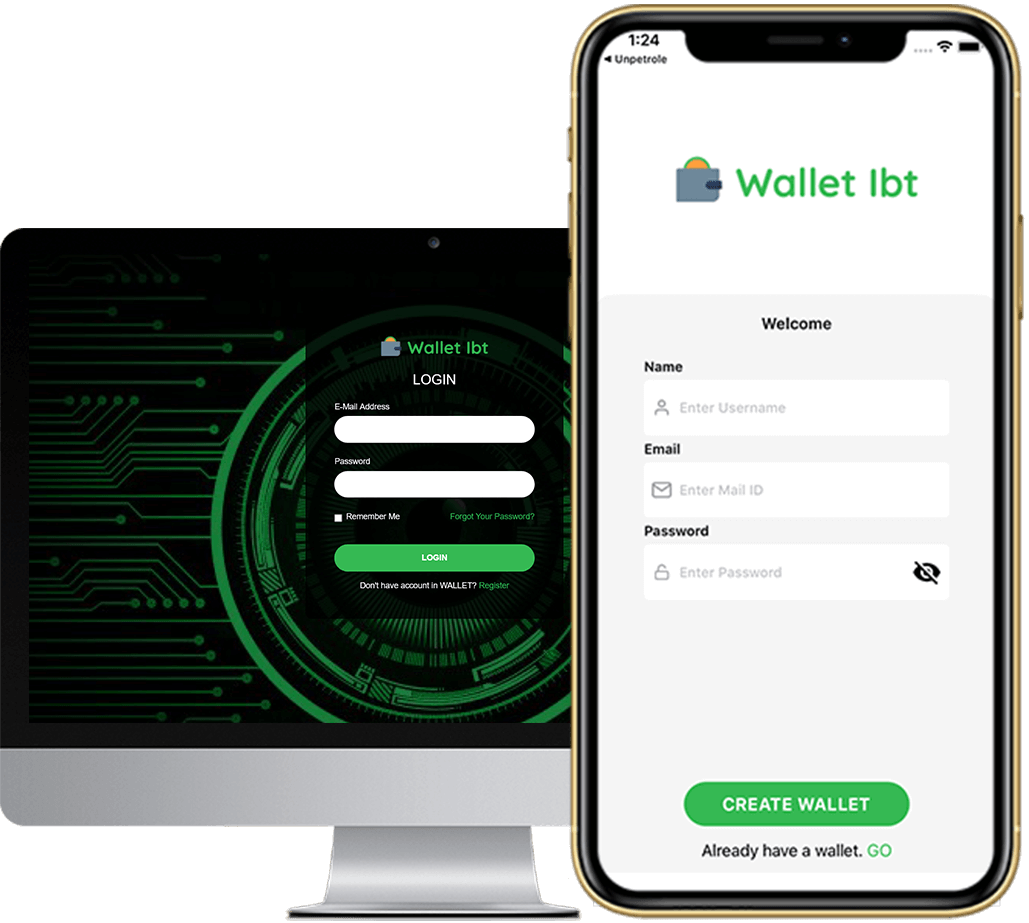 Wallet Ibt
LOGIN
E-Mail Address
Password
Remember Me Forgot Your Password?
LOGIN
Don't have account in WALLET? Register
1:24
◀ Unpetrole
Wallet Ibt
Welcome
Name
Enter Username
Email
Enter Mail ID
Password
Enter Password
CREATE WALLET
Already have a wallet. GO